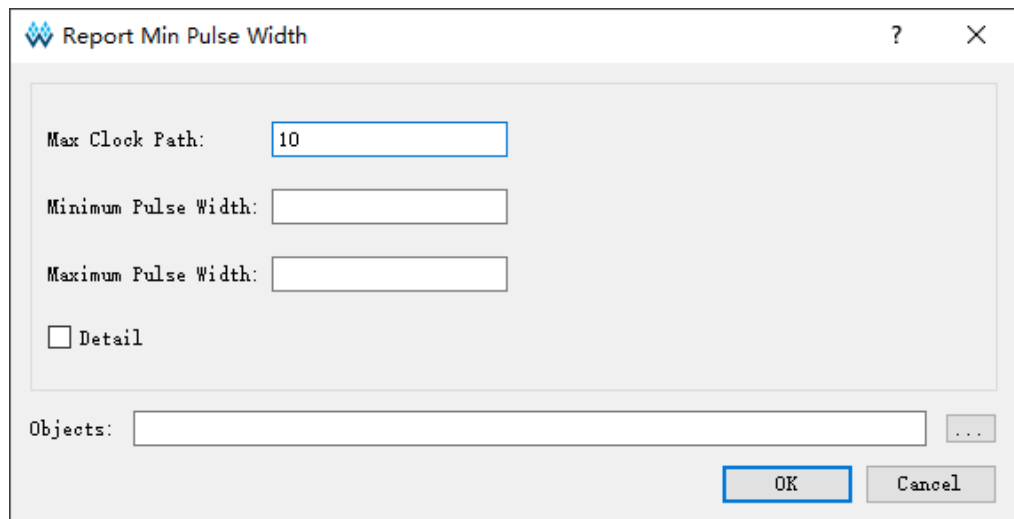 Report Min Pulse Width
?
Max Clock Path: 10
Minimum Pulse Width:
Maximum Pulse Width:
Detail
Objects:
...
OK Cancel